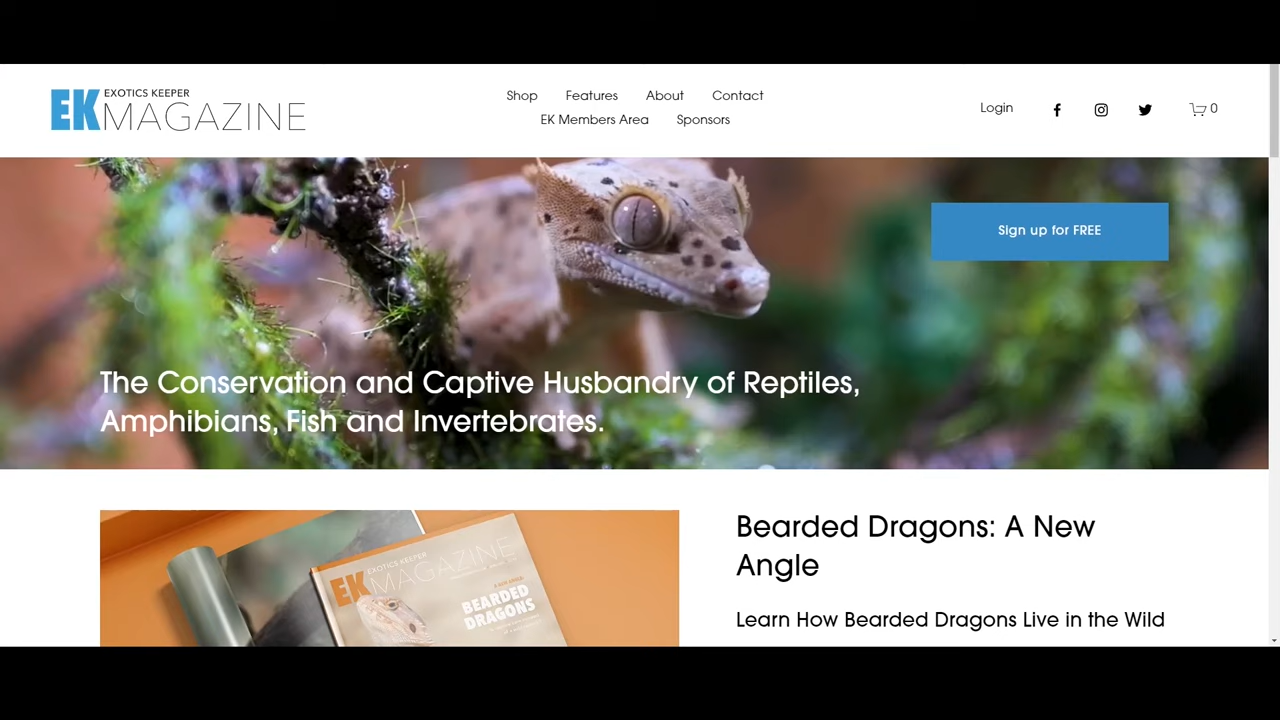 EK EXOTICS KEEPER
MAGAZINE
Shop Features About Contact
EK Members Area Sponsors
Login
0
Sign up for FREE
The Conservation and Captive Husbandry of Reptiles,
Amphibians, Fish and Invertebrates.
EXOTICS KEEPER
EK MAGAZINE
BEARDED
DRAGONS
Bearded Dragons: A New
Angle
Learn How Bearded Dragons Live in the Wild